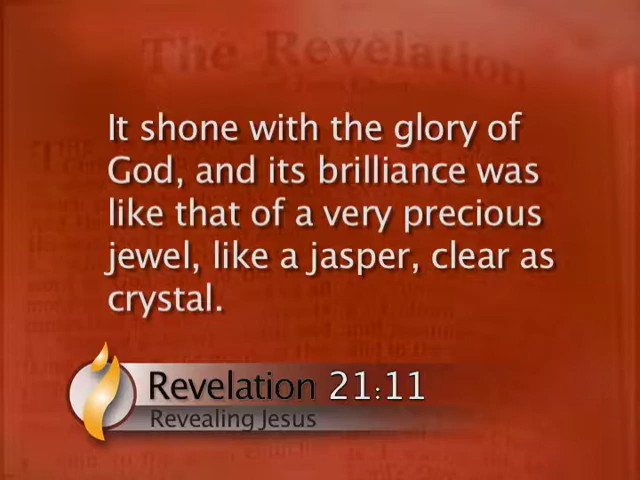 The Revelation
It shone with the glory of
God, and its brilliance was
like that of a very precious
jewel, like a jasper, clear as
crystal.
Revelation 21:11
Revealing Jesus